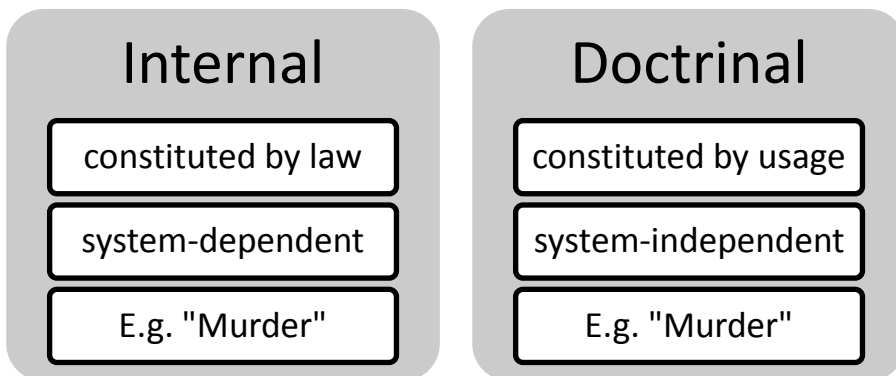 Internal
constituted by law
system-dependent
E.g. "Murder"
Doctrinal
constituted by usage
system-independent
E.g. "Murder"